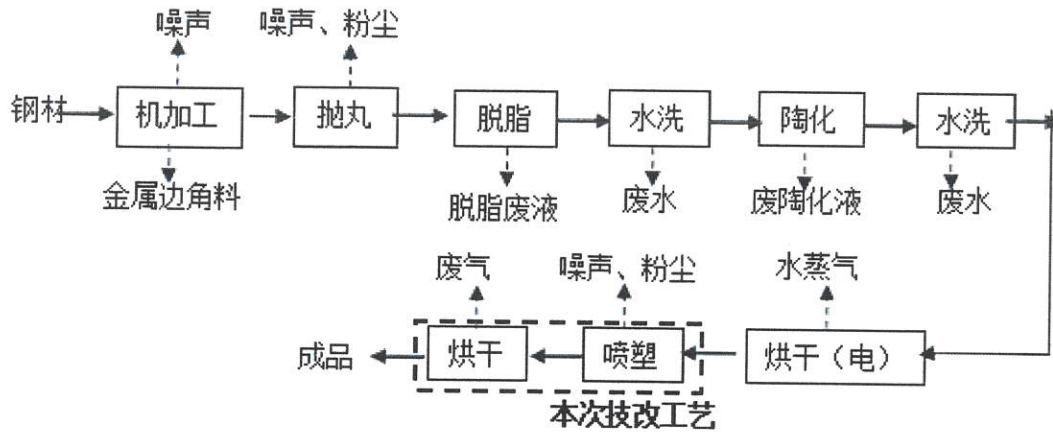 噪声 噪声、粉尘
钢材 机加工 抛丸 脱脂 水洗 陶化 水洗
金属边角料 脱脂废液 废水 废陶化液 废水
废气 噪声、粉尘 水蒸气
成品 烘干 喷塑 烘干（电）
本次技改工艺